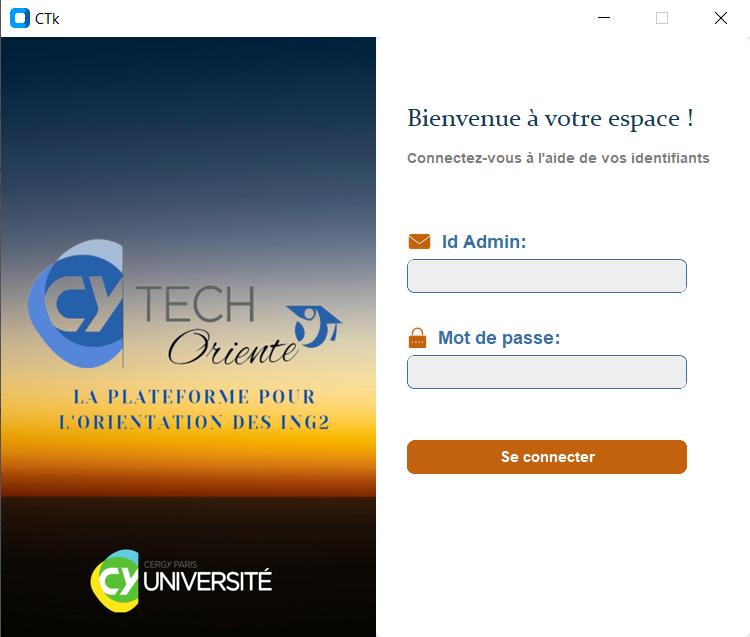 CTk
CY TECH
Oriente
LA PLATEFORME POUR
L'ORIENTATION DES ING2
CY CERGY PARIS
UNIVERSITÉ
Bienvenue à votre espace !
Connectez-vous à l'aide de vos identifiants
Id Admin:
Mot de passe:
Se connecter